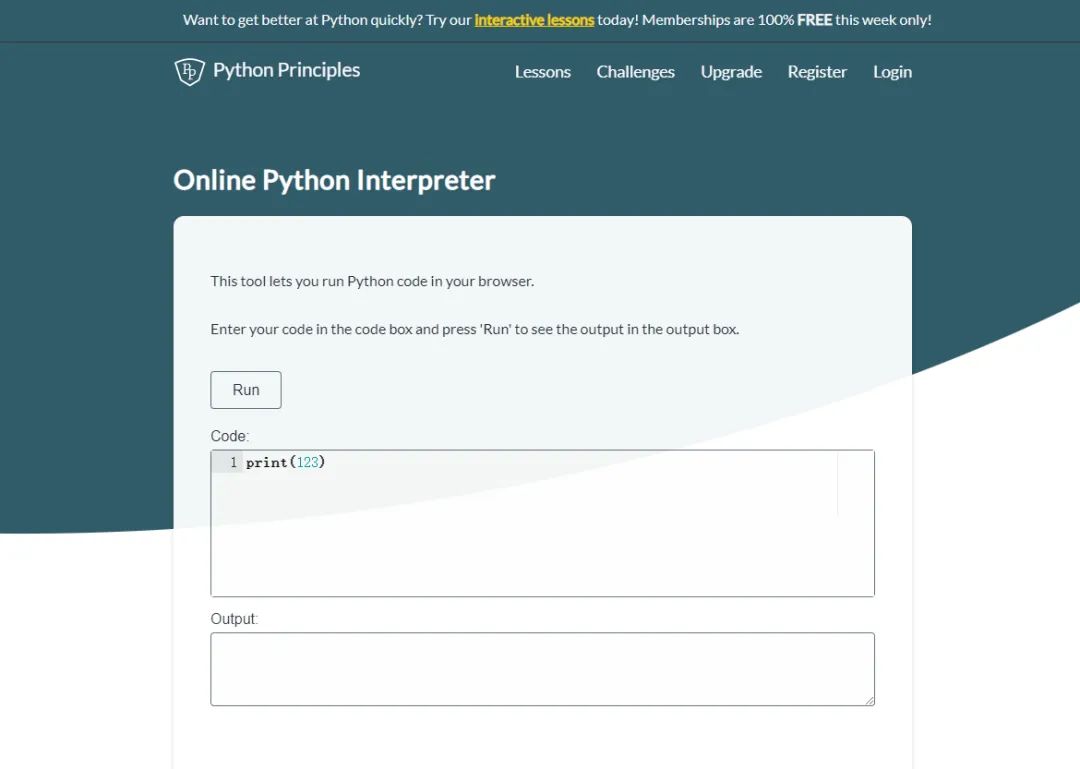 Want to get better at Python quickly? Try our interactive lessons today! Memberships are 100% FREE this week only!
PP Python Principles
Lessons Challenges Upgrade Register Login
Online Python Interpreter
This tool lets you run Python code in your browser.
Enter your code in the code box and press 'Run' to see the output in the output box.
Run
Code:
1 print(123)
Output: